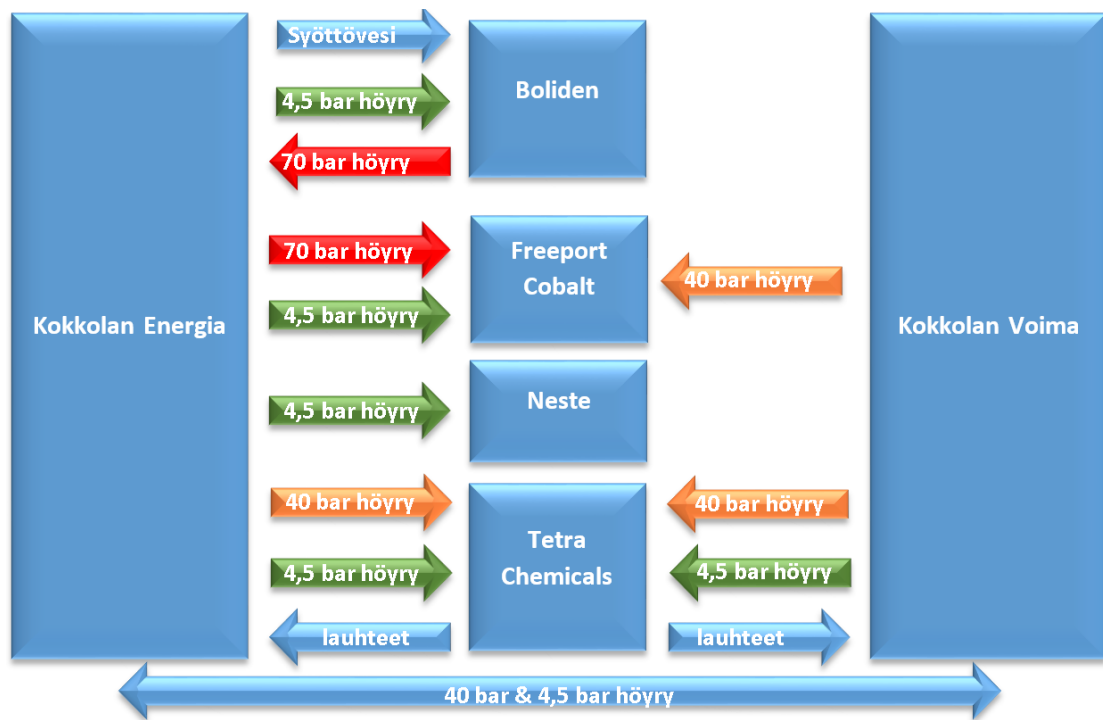 Syöttövesi
4,5 bar höyry
70 bar höyry
Boliden
70 bar höyry
4,5 bar höyry
Freeport
Cobalt
40 bar höyry
Kokkolan Energia
Kokkolan Voima
4,5 bar höyry
Neste
40 bar höyry
4,5 bar höyry
lauhteet
Tetra
Chemicals
40 bar höyry
4,5 bar höyry
lauhteet
40 bar & 4,5 bar höyry